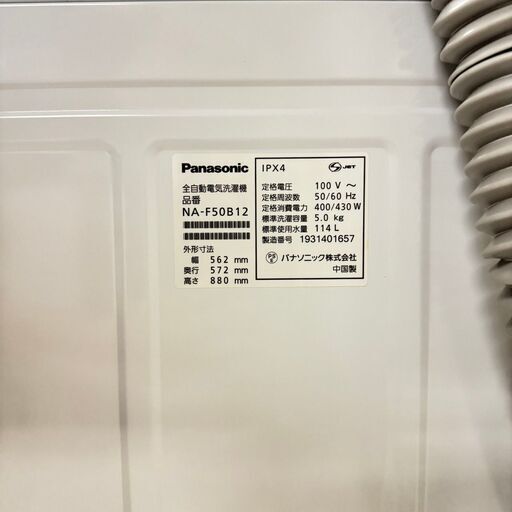 Panasonic
全自動電気洗濯機
品番
NA-F50B12
外形寸法
幅 562 mm
奥行 572 mm
高さ 880 mm
IPX4
S JET
定格電圧 100 V ～
定格周波数 50/60 Hz
定格消費電力 400/430 W
標準洗濯容量 5.0 kg
標準使用水量 114 L
製造番号 1931401657
PS E パナソニック株式会社
中国製